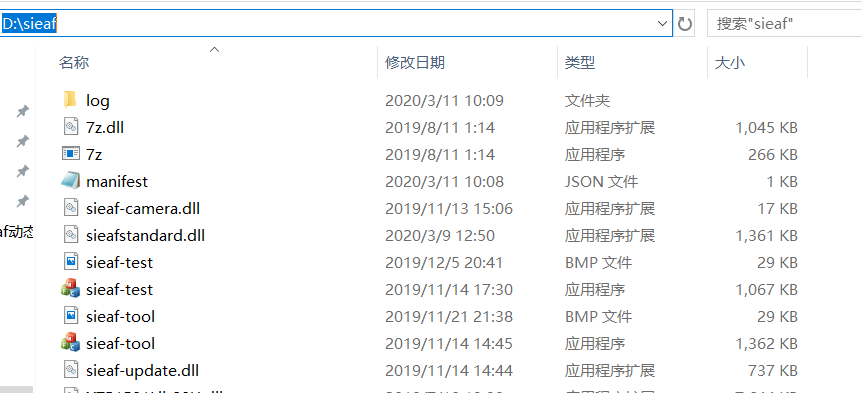 D:\sieaf 搜索"sieaf"
名称 修改日期 类型 大小
log 2020/3/11 10:09 文件夹
7z.dll 2019/8/11 1:14 应用程序扩展 1,045 KB
7z 2019/8/11 1:14 应用程序 266 KB
manifest 2020/3/11 10:08 JSON 文件 1 KB
sieaf-camera.dll 2019/11/13 15:06 应用程序扩展 17 KB
sieafstandard.dll 2020/3/9 12:50 应用程序扩展 1,361 KB
af动态
sieaf-test 2019/12/5 20:41 BMP 文件 29 KB
sieaf-test 2019/11/14 17:30 应用程序 1,067 KB
sieaf-tool 2019/11/21 21:38 BMP 文件 29 KB
sieaf-tool 2019/11/14 14:45 应用程序 1,362 KB
sieaf-update.dll 2019/11/14 14:44 应用程序扩展 737 KB